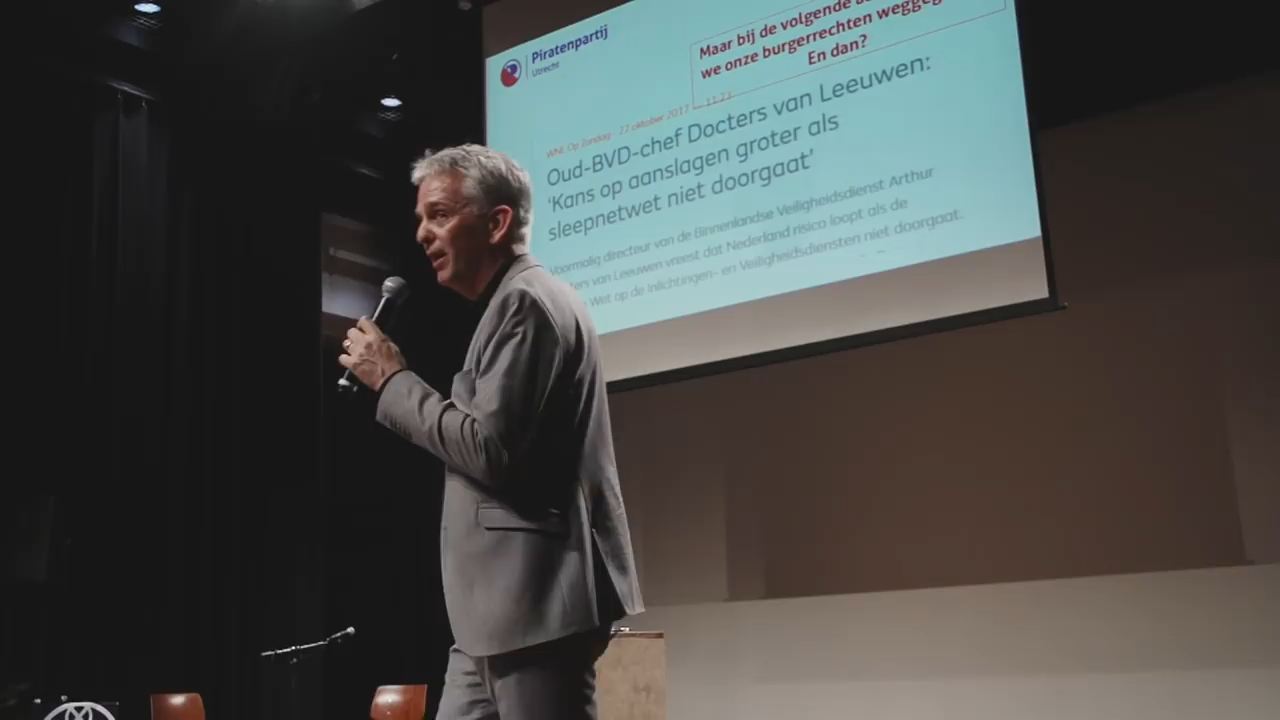 Piratenpartij
Utrecht
Maar bij de volgende
we onze burgerrechten
En dan?
WNL Op Zondag - 27 oktober 2017 - 11:23
Oud-BVD-chef Docters van Leeuwen:
'Kans op aanslagen groter als
sleepnetwet niet doorgaat'
Voormalig directeur van de Binnenlandse Veiligheidsdienst Arthur
van Leeuwen vreest dat Nederland risico loopt als de
- Wet op de Inlichtingen- en Veiligheidsdiensten niet doorgaat.